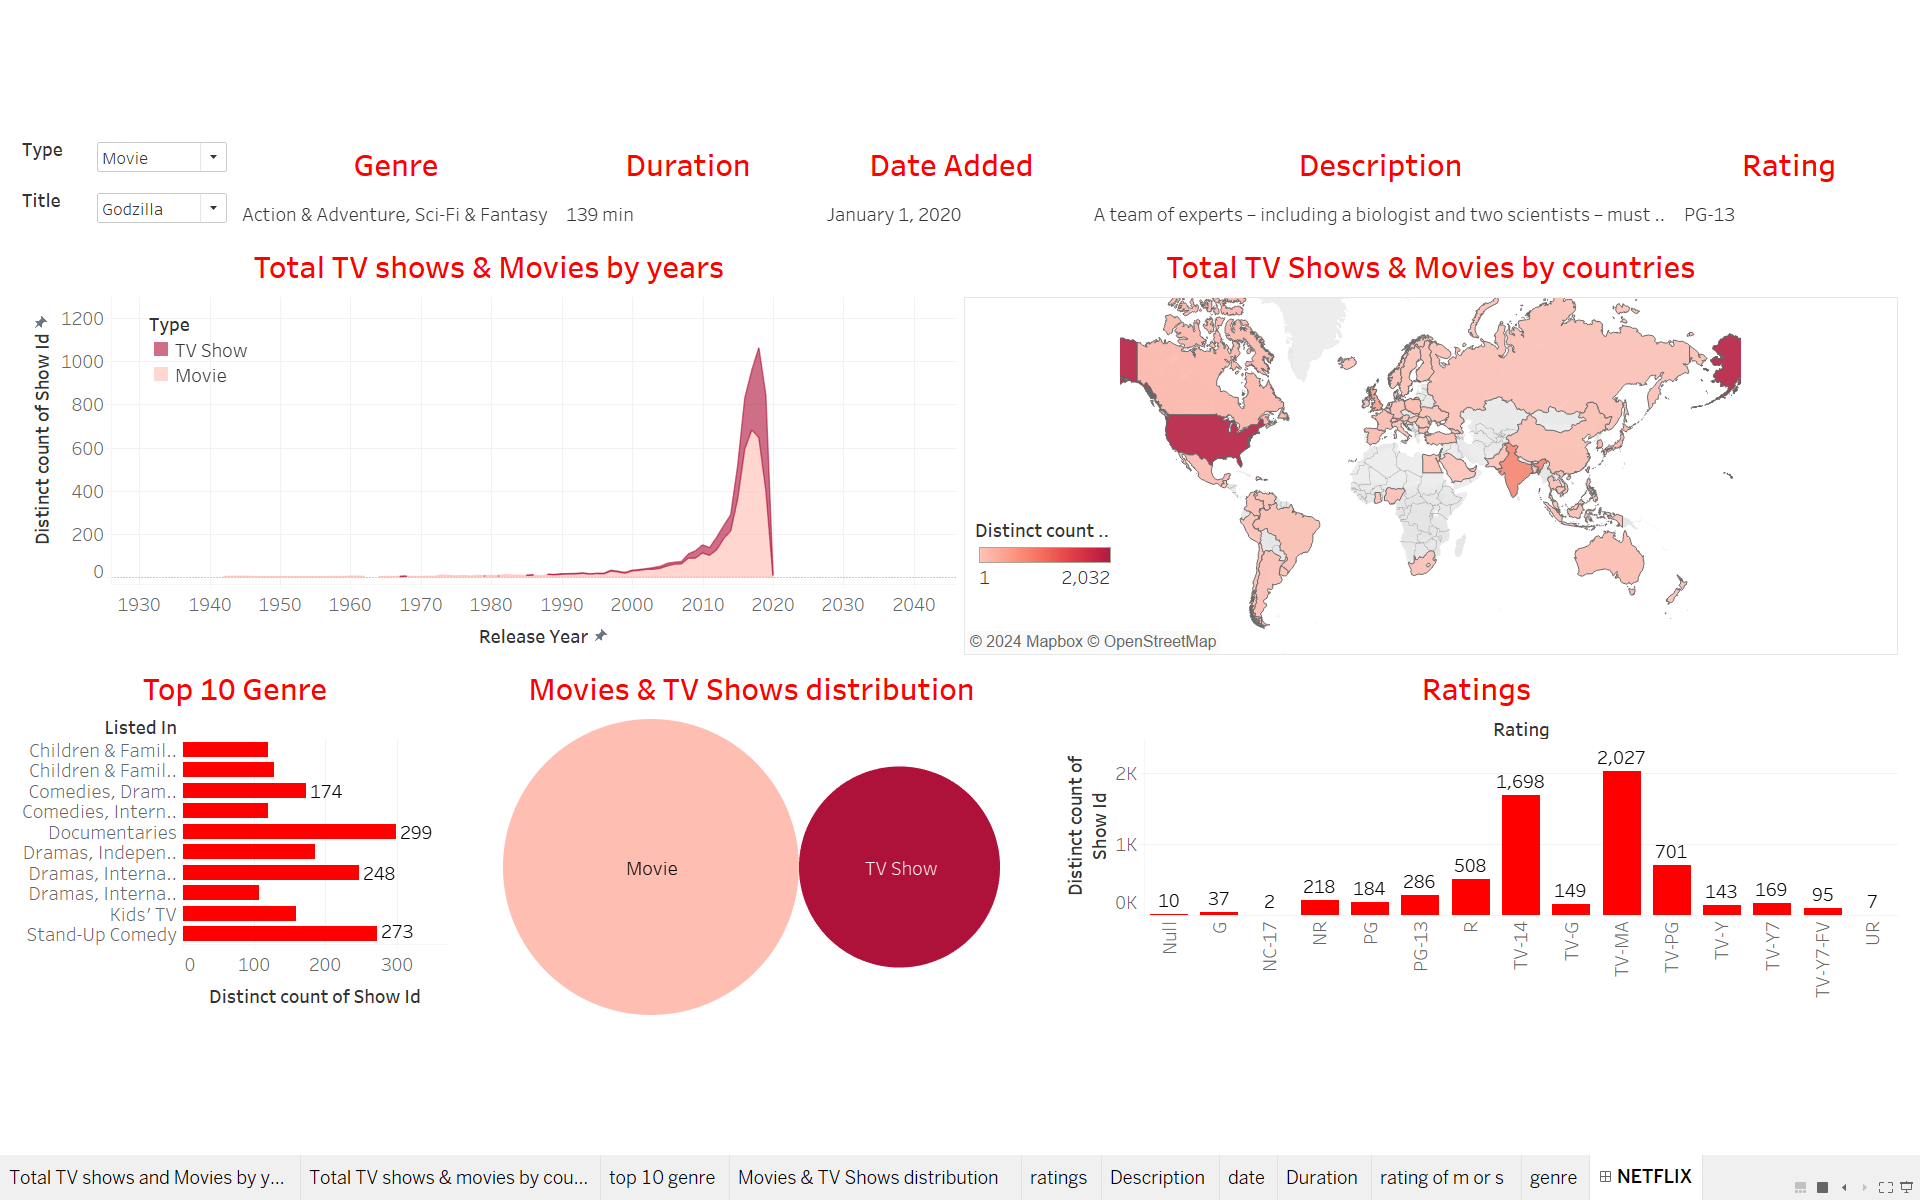 Type
Movie
Title
Godzilla
Genre
Duration
Date Added
Description
Rating
Action & Adventure, Sci-Fi & Fantasy
139 min
January 1, 2020
A team of experts – including a biologist and two scientists – must ..
PG-13
Total TV shows & Movies by years
Distinct count of Show Id
1200
1000
800
600
400
200
0
Type
TV Show
Movie
1930
1940
1950
1960
1970
1980
1990
2000
2010
2020
2030
2040
Release Year
Total TV Shows & Movies by countries
Distinct count ..
1
2,032
© 2024 Mapbox © OpenStreetMap
Top 10 Genre
Listed In
Children & Famil..
Children & Famil..
Comedies, Dram..
174
Comedies, Intern..
Documentaries
299
Dramas, Indepen..
Dramas, Interna..
248
Dramas, Interna..
Kids’ TV
Stand-Up Comedy
273
0
100
200
300
Distinct count of Show Id
Movies & TV Shows distribution
Movie
TV Show
Ratings
Rating
Distinct count of
Show Id
2K
1K
0K
10
37
2
218
184
286
508
1,698
149
2,027
701
143
169
95
7
Null
G
NC-17
NR
PG
PG-13
R
TV-14
TV-G
TV-MA
TV-PG
TV-Y
TV-Y7
TV-Y7-FV
UR
Total TV shows and Movies by y...
Total TV shows & movies by cou...
top 10 genre
Movies & TV Shows distribution
ratings
Description
date
Duration
rating of m or s
genre
NETFLIX